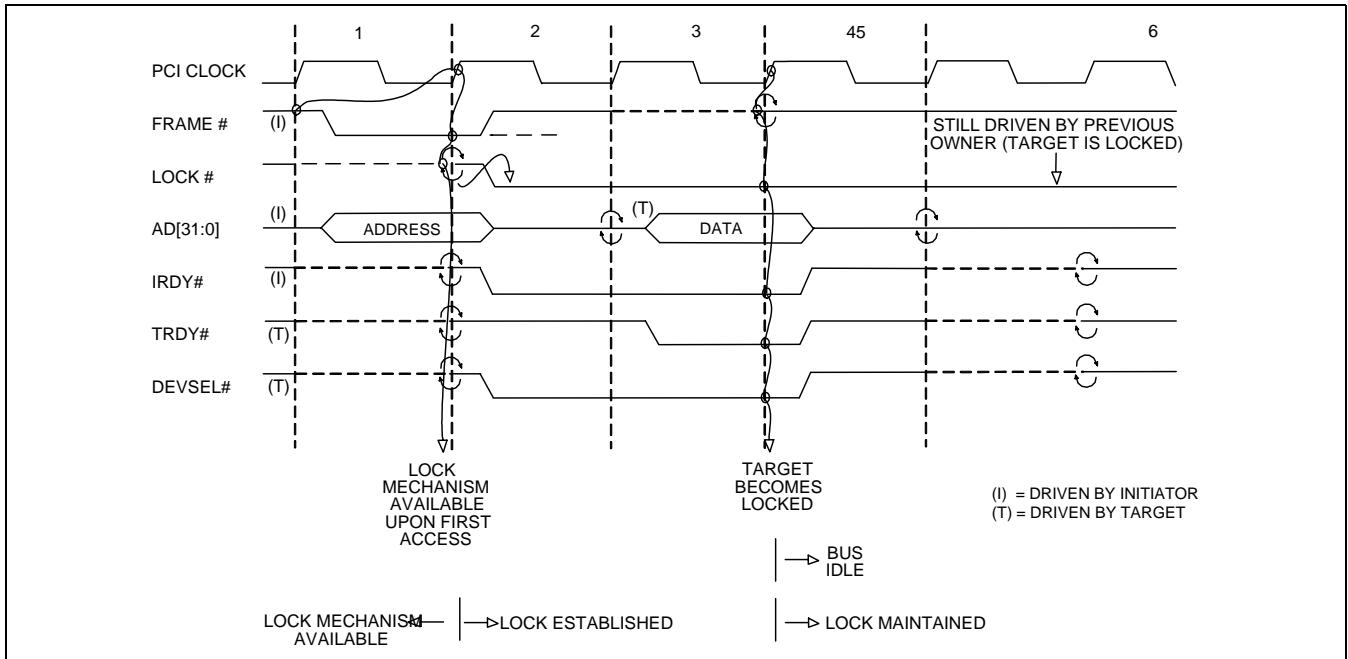 1 2 3 45 6
PCI CLOCK
FRAME # (I)
STILL DRIVEN BY PREVIOUS
OWNER (TARGET IS LOCKED)
LOCK #
AD[31:0] (I) ADDRESS (T) DATA
IRDY# (I)
TRDY# (T)
DEVSEL# (T)
LOCK
MECHANISM
AVAILABLE
UPON FIRST
ACCESS
TARGET
BECOMES
LOCKED
(I) = DRIVEN BY INITIATOR
(T) = DRIVEN BY TARGET
BUS
IDLE
LOCK MECHANISM
AVAILABLE
LOCK ESTABLISHED
LOCK MAINTAINED